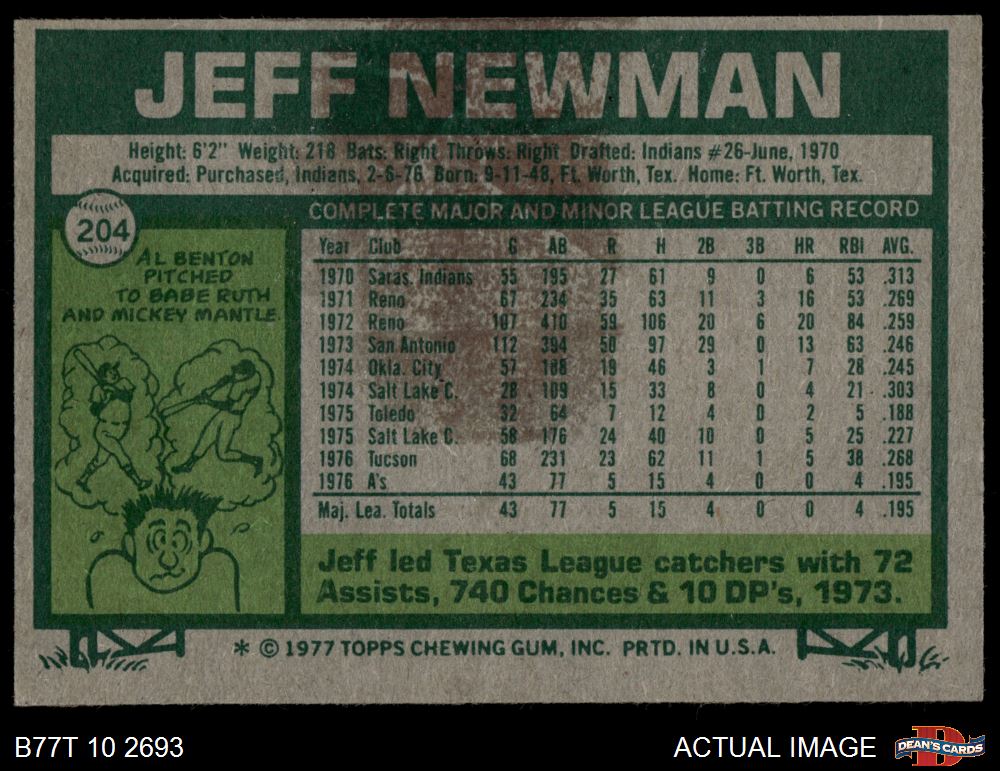 JEFF NEWMAN
Height: 6'2" Weight: 218 Bats: Right Throws: Right Drafted: Indians #26-June, 1970
Acquired: Purchased, Indians, 2-6-76 Born: 9-11-48, Ft. Worth, Tex. Home: Ft. Worth, Tex.
204
AL BENTON
PITCHED
TO BABE RUTH
AND MICKEY MANTLE.
COMPLETE MAJOR AND MINOR LEAGUE BATTING RECORD
Year Club G AB R H 2B 3B HR RBI AVG.
1970 Saras. Indians 55 195 27 61 9 0 6 53 .313
1971 Reno 67 234 35 63 11 3 16 53 .269
1972 Reno 107 410 59 106 20 6 20 84 .259
1973 San Antonio 112 394 50 97 29 0 13 63 .246
1974 Okla. City 57 188 19 46 3 1 7 28 .245
1974 Salt Lake C. 28 109 15 33 8 0 4 21 .303
1975 Toledo 32 64 7 12 4 0 2 5 .188
1975 Salt Lake C. 58 176 24 40 10 0 5 25 .227
1976 Tucson 68 231 23 62 11 1 5 38 .268
1976 A's 43 77 5 15 4 0 0 4 .195
Maj. Lea. Totals 43 77 5 15 4 0 0 4 .195
Jeff led Texas League catchers with 72
Assists, 740 Chances & 10 DP's, 1973.
* © 1977 TOPPS CHEWING GUM, INC. PRTD. IN U.S.A.
B77T 10 2693
ACTUAL IMAGE
DEAN'S CARDS